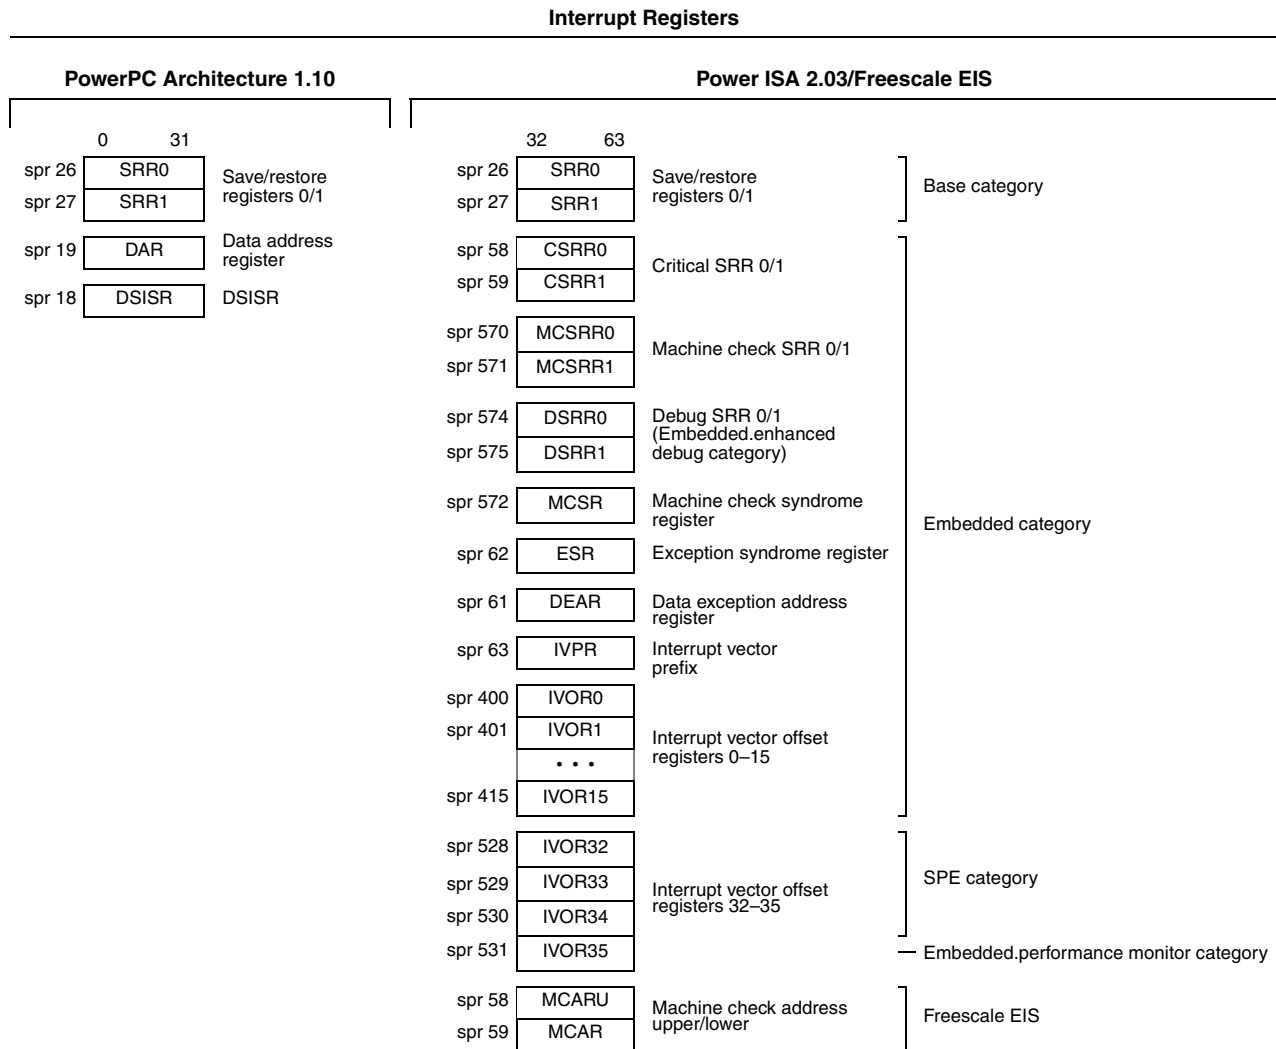 Interrupt Registers
PowerPC Architecture 1.10
0 31
spr 26 SRR0
spr 27 SRR1
Save/restore
registers 0/1
spr 19 DAR
Data address
register
spr 18 DSISR DSISR
Power ISA 2.03/Freescale EIS
32 63
spr 26 SRR0
spr 27 SRR1
Save/restore
registers 0/1
Base category
spr 58 CSRR0
spr 59 CSRR1
Critical SRR 0/1
spr 570 MCSRR0
spr 571 MCSRR1
Machine check SRR 0/1
spr 574 DSRR0
spr 575 DSRR1
Debug SRR 0/1
(Embedded.enhanced
debug category)
spr 572 MCSR
Machine check syndrome
register
spr 62 ESR
Exception syndrome register
spr 61 DEAR
Data exception address
register
spr 63 IVPR
Interrupt vector
prefix
spr 400 IVOR0
spr 401 IVOR1
• • •
spr 415 IVOR15
Interrupt vector offset
registers 0–15
Embedded category
spr 528 IVOR32
spr 529 IVOR33
spr 530 IVOR34
spr 531 IVOR35
Interrupt vector offset
registers 32–35
SPE category
Embedded.performance monitor category
spr 58 MCARU
spr 59 MCAR
Machine check address
upper/lower
Freescale EIS